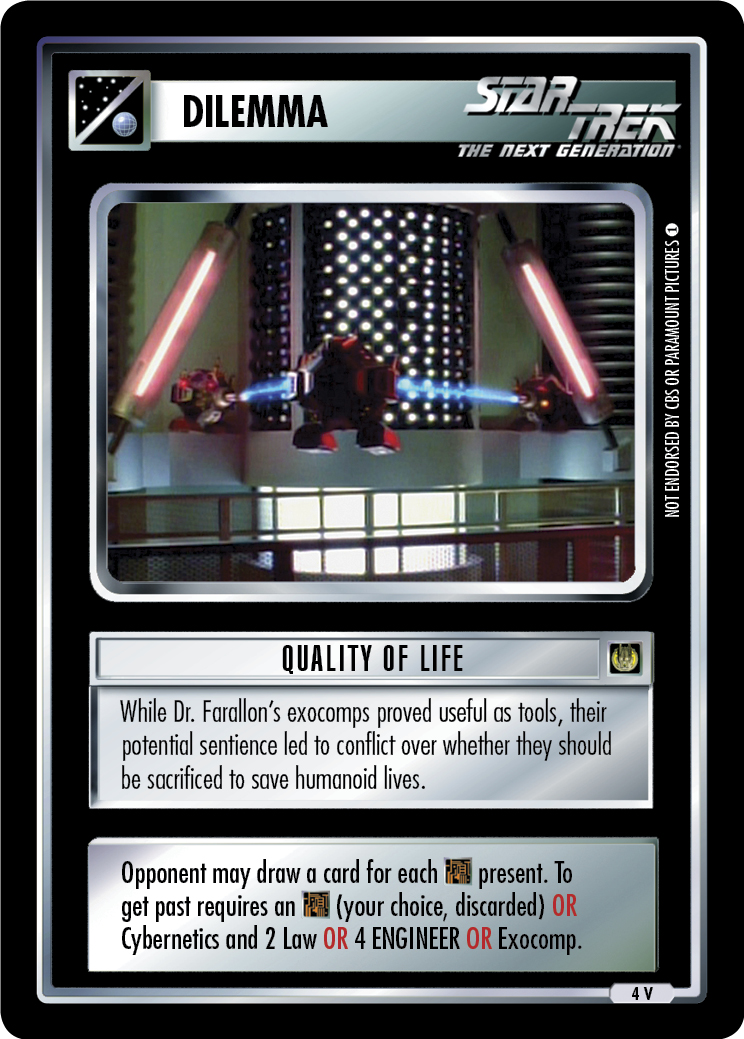 DILEMMA
STAR TREK
THE NEXT GENERATION
NOT ENDORSED BY CBS OR PARAMOUNT PICTURES 1
QUALITY OF LIFE
While Dr. Farallon's exocomps proved useful as tools, their
potential sentience led to conflict over whether they should
be sacrificed to save humanoid lives.
Opponent may draw a card for each present. To
get past requires an (your choice, discarded) OR
Cybernetics and 2 Law OR 4 ENGINEER OR Exocomp.
4 V